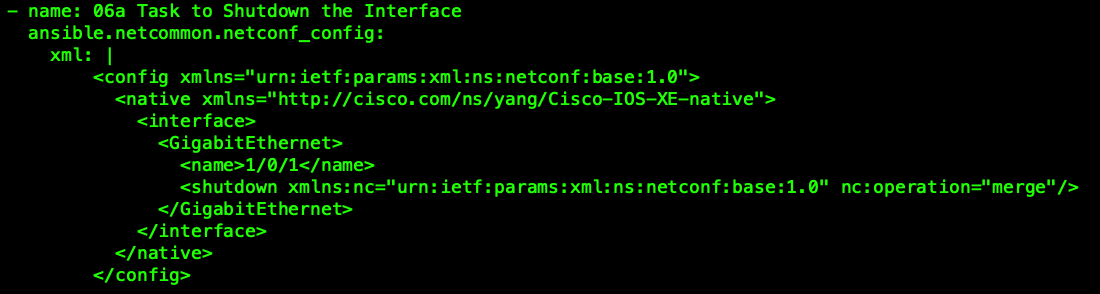 - name: 06a Task to Shutdown the Interface
  ansible.netcommon.netconf_config:
    xml: |
        <config xmlns="urn:ietf:params:xml:ns:netconf:base:1.0">
          <native xmlns="http://cisco.com/ns/yang/Cisco-IOS-XE-native">
            <interface>
              <GigabitEthernet>
                <name>1/0/1</name>
                <shutdown xmlns:nc="urn:ietf:params:xml:ns:netconf:base:1.0" nc:operation="merge"/>
              </GigabitEthernet>
            </interface>
          </native>
        </config>